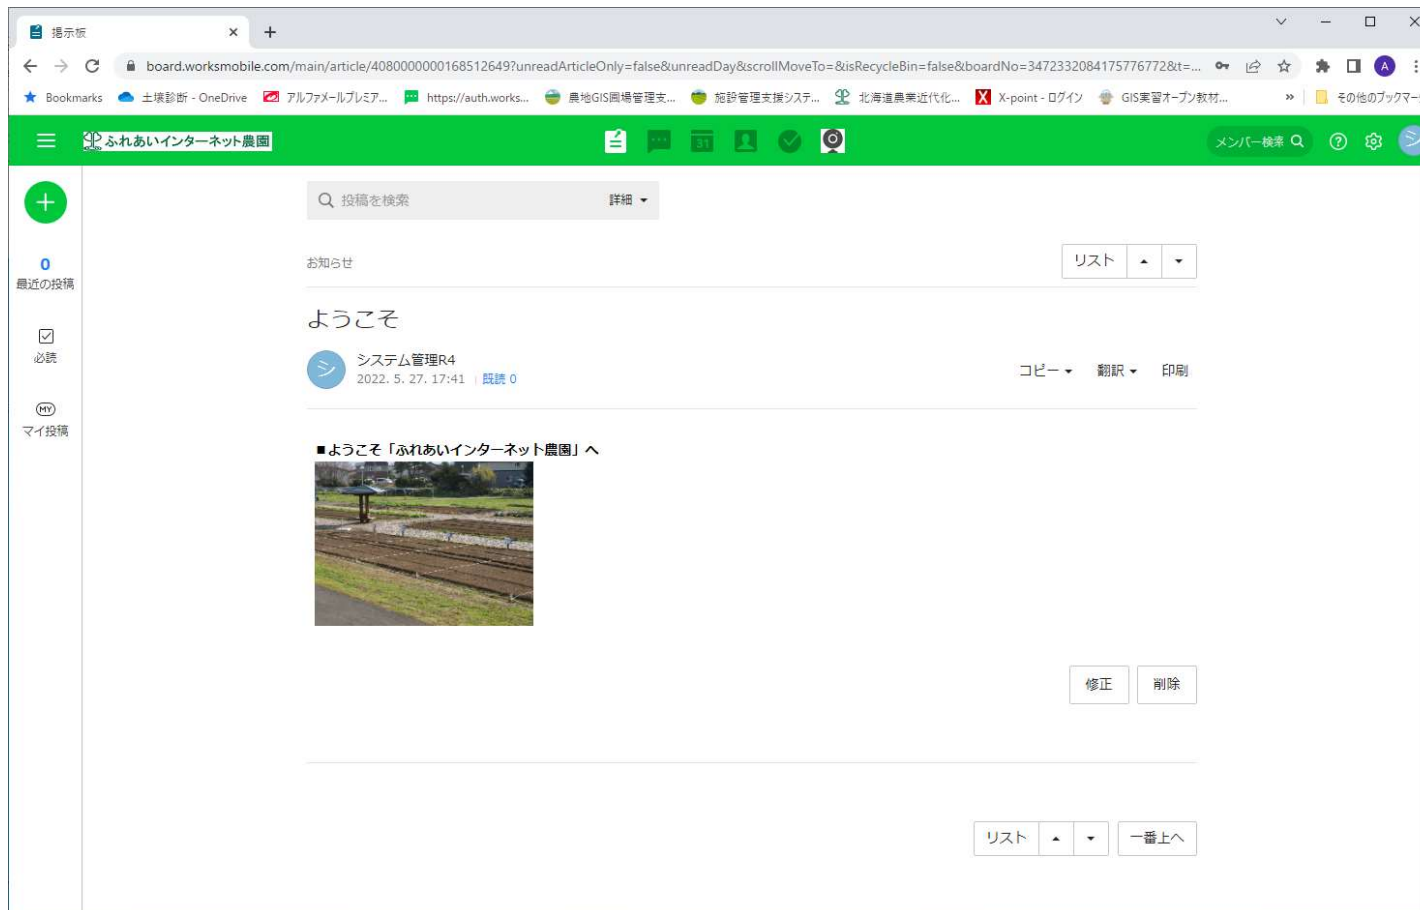 掲示板
board.worksmobile.com/main/article/4080000000168512649?unreadArticleOnly=false&unreadDay&scrollMoveTo=&isRecycleBin=false&boardNo=3472332084175776772&t=...
A
Bookmarks 土壌診断 - OneDrive アルファメールプレミア... https://auth.works... 農地GIS圃場管理支... 施設管理支援システ... 北海道農業近代化... X-point - ログイン GIS実習オープン教材... » その他のブックマー
ふれあいインターネット農園
31
メンバー検索
シ
投稿を検索 詳細
0
最近の投稿
必読
MY
マイ投稿
お知らせ
リスト
ようこそ
シ
システム管理R4
2022. 5. 27. 17:41 | 既読 0
コピー 翻訳 印刷
■ようこそ「ふれあいインターネット農園」へ
修正 削除
リスト 一番上へ